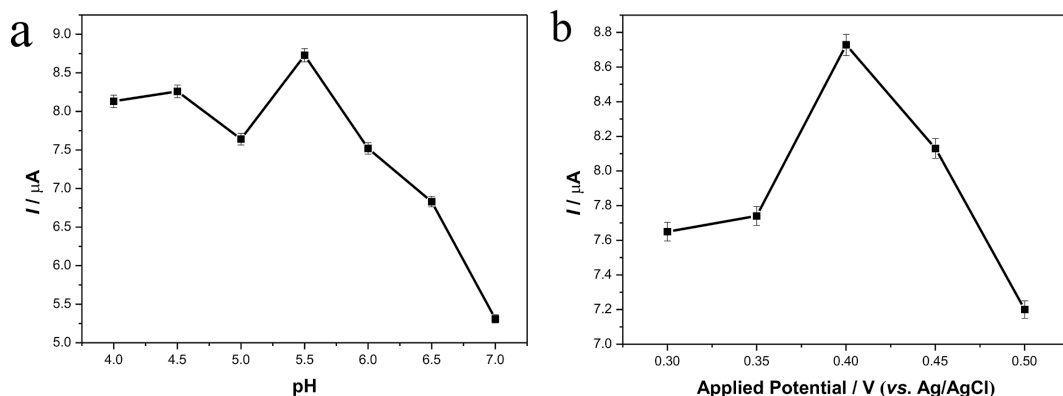 a
9.0
8.5
8.0
7.5
7.0
6.5
6.0
5.5
5.0
I / μA
4.0 4.5 5.0 5.5 6.0 6.5 7.0
pH
b
8.8
8.6
8.4
8.2
8.0
7.8
7.6
7.4
7.2
7.0
I / μA
0.30 0.35 0.40 0.45 0.50
Applied Potential / V (vs. Ag/AgCl)